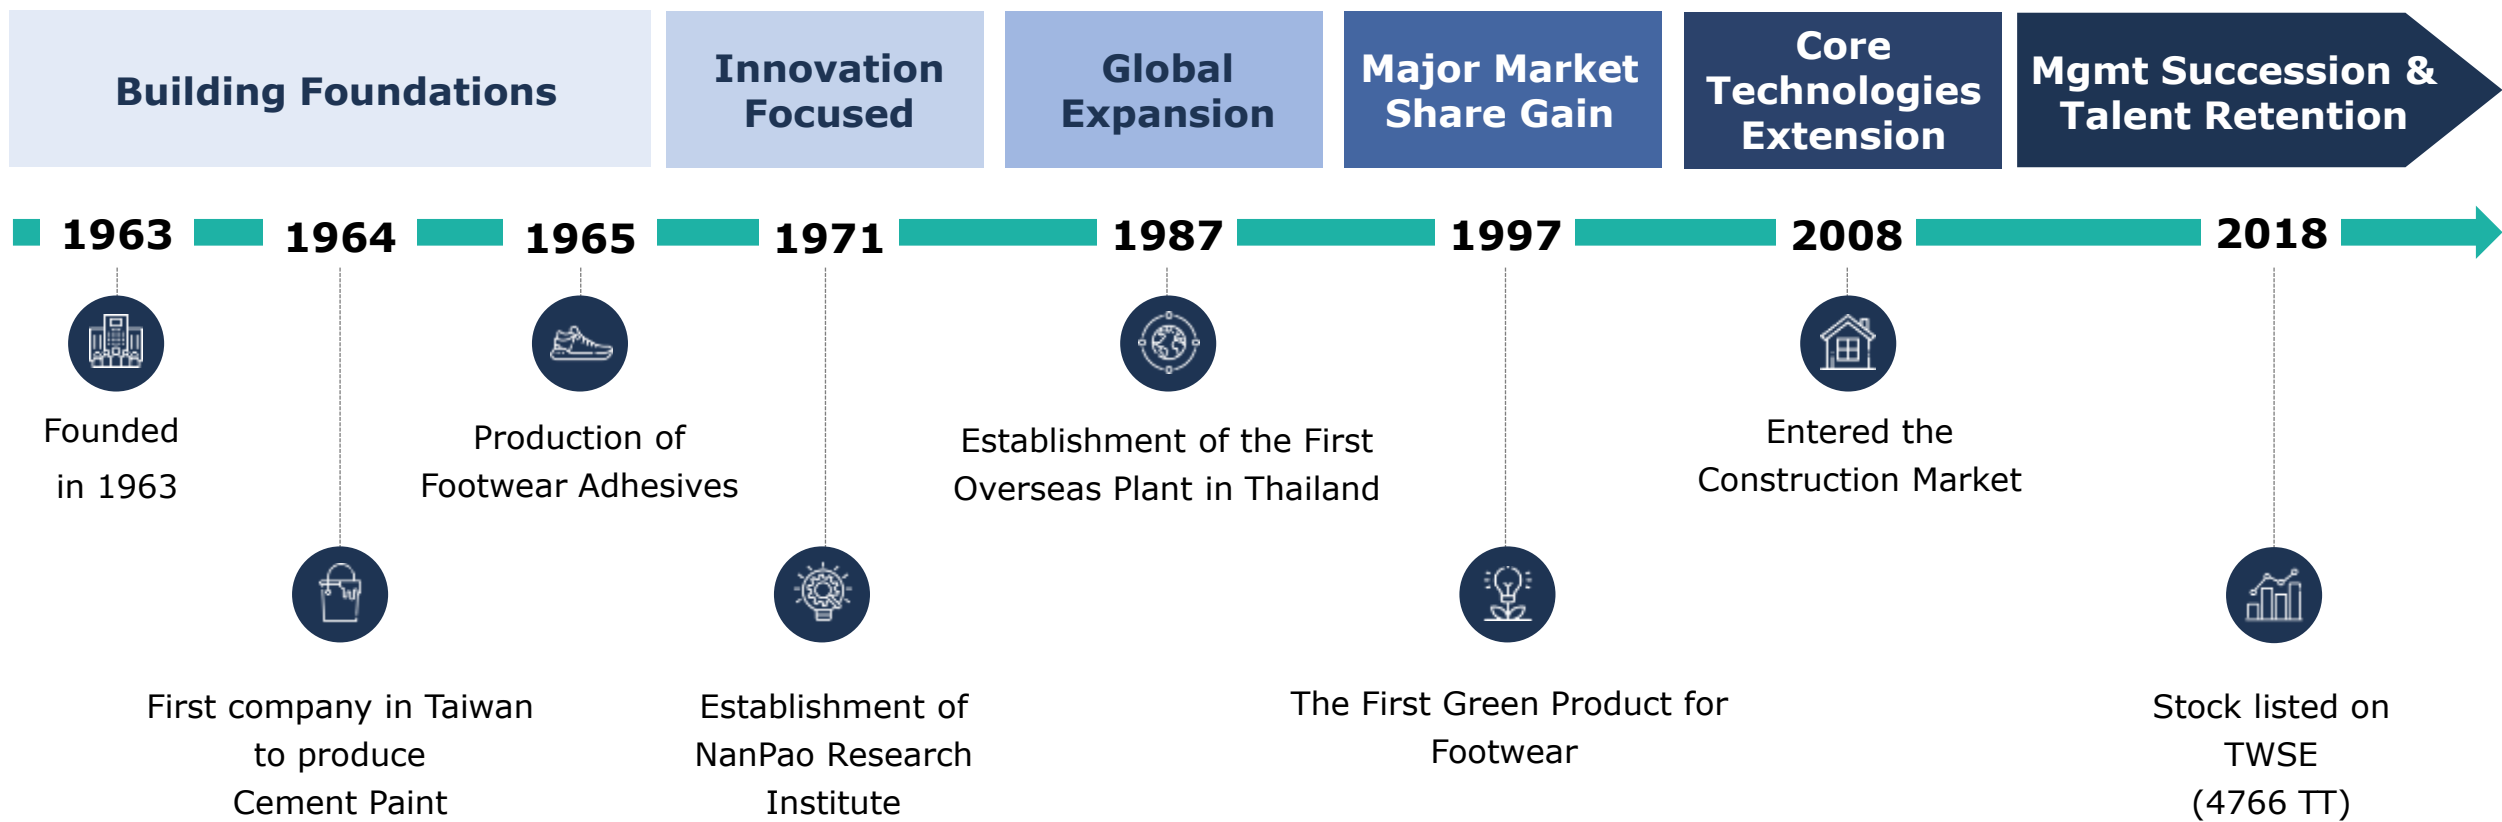 Building Foundations
Innovation
Focused
Global
Expansion
Major Market
Share Gain
Core
Technologies
Extension
Mgmt Succession &
Talent Retention
1963
1964
1965
1971
1987
1997
2008
2018
Founded
in 1963
Production of
Footwear Adhesives
Establishment of the First
Overseas Plant in Thailand
Entered the
Construction Market
First company in Taiwan
to produce
Cement Paint
Establishment of
NanPao Research
Institute
The First Green Product for
Footwear
Stock listed on
TWSE
(4766 TT)